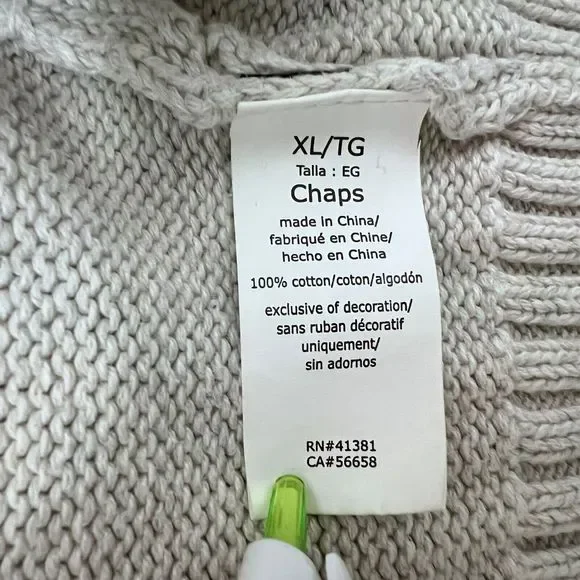 XL/TG
Talla : EG
Chaps
made in China/
fabriqué en Chine/
hecho en China
100% cotton/coton/algodón
exclusive of decoration/
sans ruban décoratif
uniquement/
sin adornos
RN#41381
CA#56658